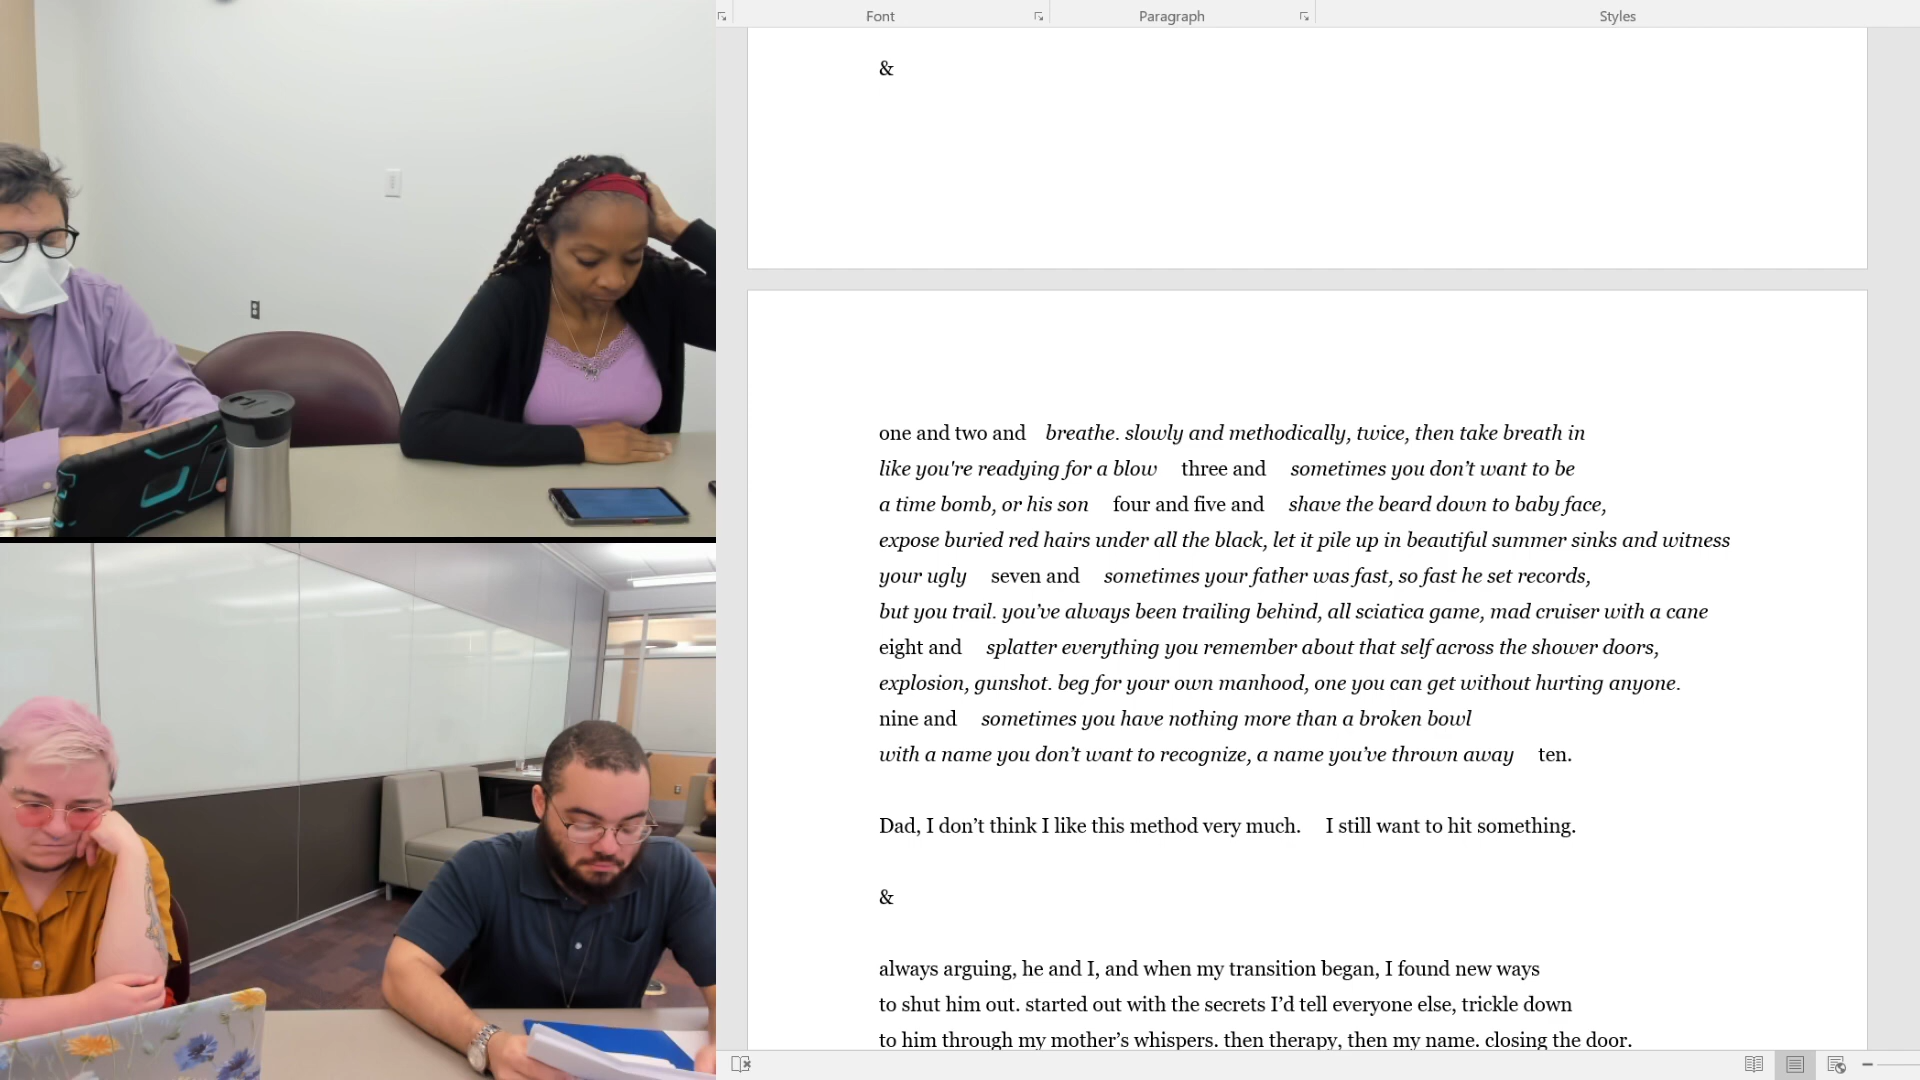 Font
Paragraph
Styles
&
one and two and breathe. slowly and methodically, twice, then take breath in
like you're readying for a blow three and sometimes you don’t want to be
a time bomb, or his son four and five and shave the beard down to baby face,
expose buried red hairs under all the black, let it pile up in beautiful summer sinks and witness
your ugly seven and sometimes your father was fast, so fast he set records,
but you trail. you’ve always been trailing behind, all sciatica game, mad cruiser with a cane
eight and splatter everything you remember about that self across the shower doors,
explosion, gunshot. beg for your own manhood, one you can get without hurting anyone.
nine and sometimes you have nothing more than a broken bowl
with a name you don’t want to recognize, a name you’ve thrown away ten.
Dad, I don’t think I like this method very much. I still want to hit something.
&
always arguing, he and I, and when my transition began, I found new ways
to shut him out. started out with the secrets I’d tell everyone else, trickle down
to him through my mother’s whispers. then therapy, then my name. closing the door.